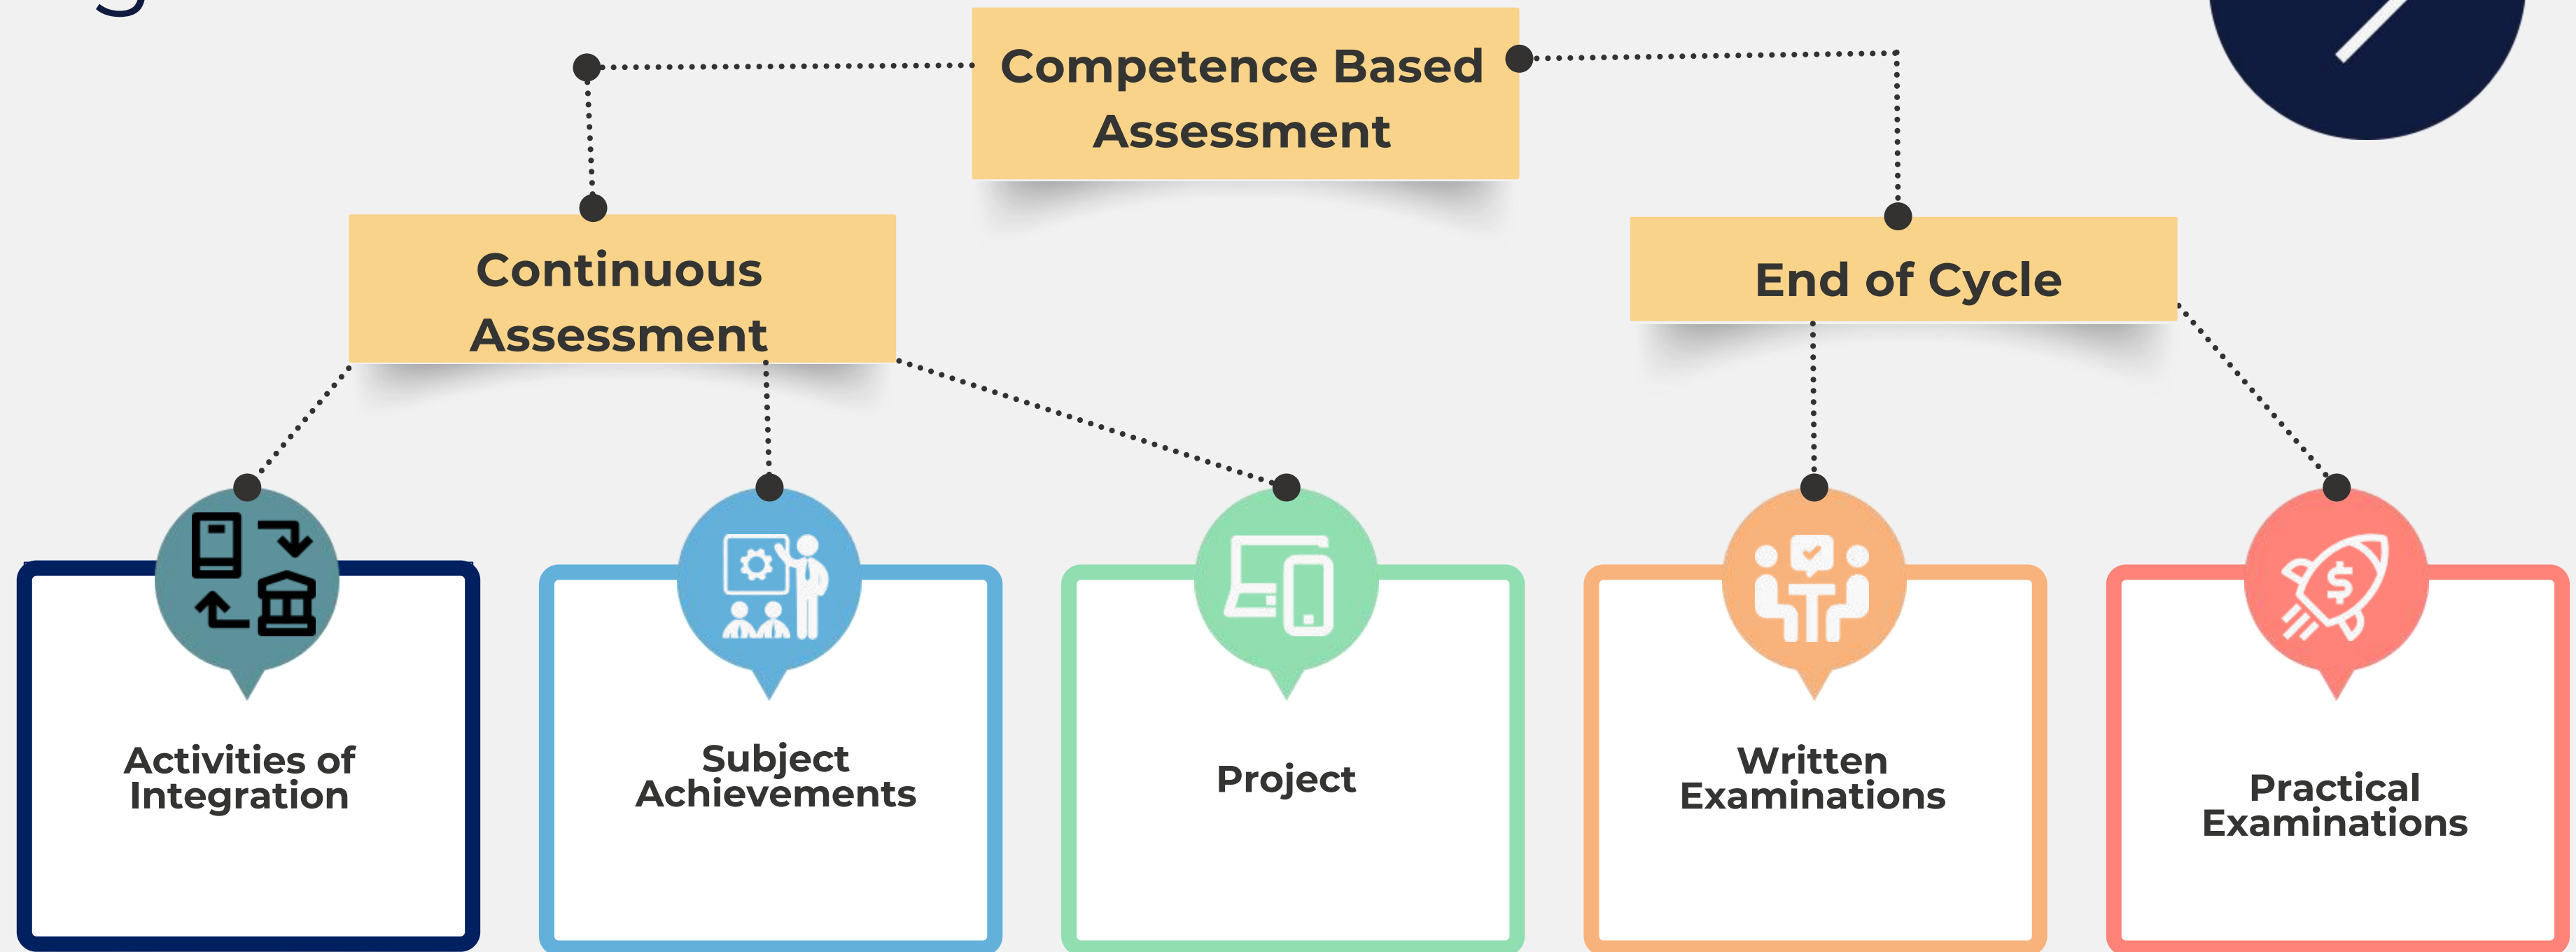 Competence Based
Assessment
Continuous
Assessment
End of Cycle
Activities of
Integration
Subject
Achievements
Project
Written
Examinations
Practical
Examinations
$